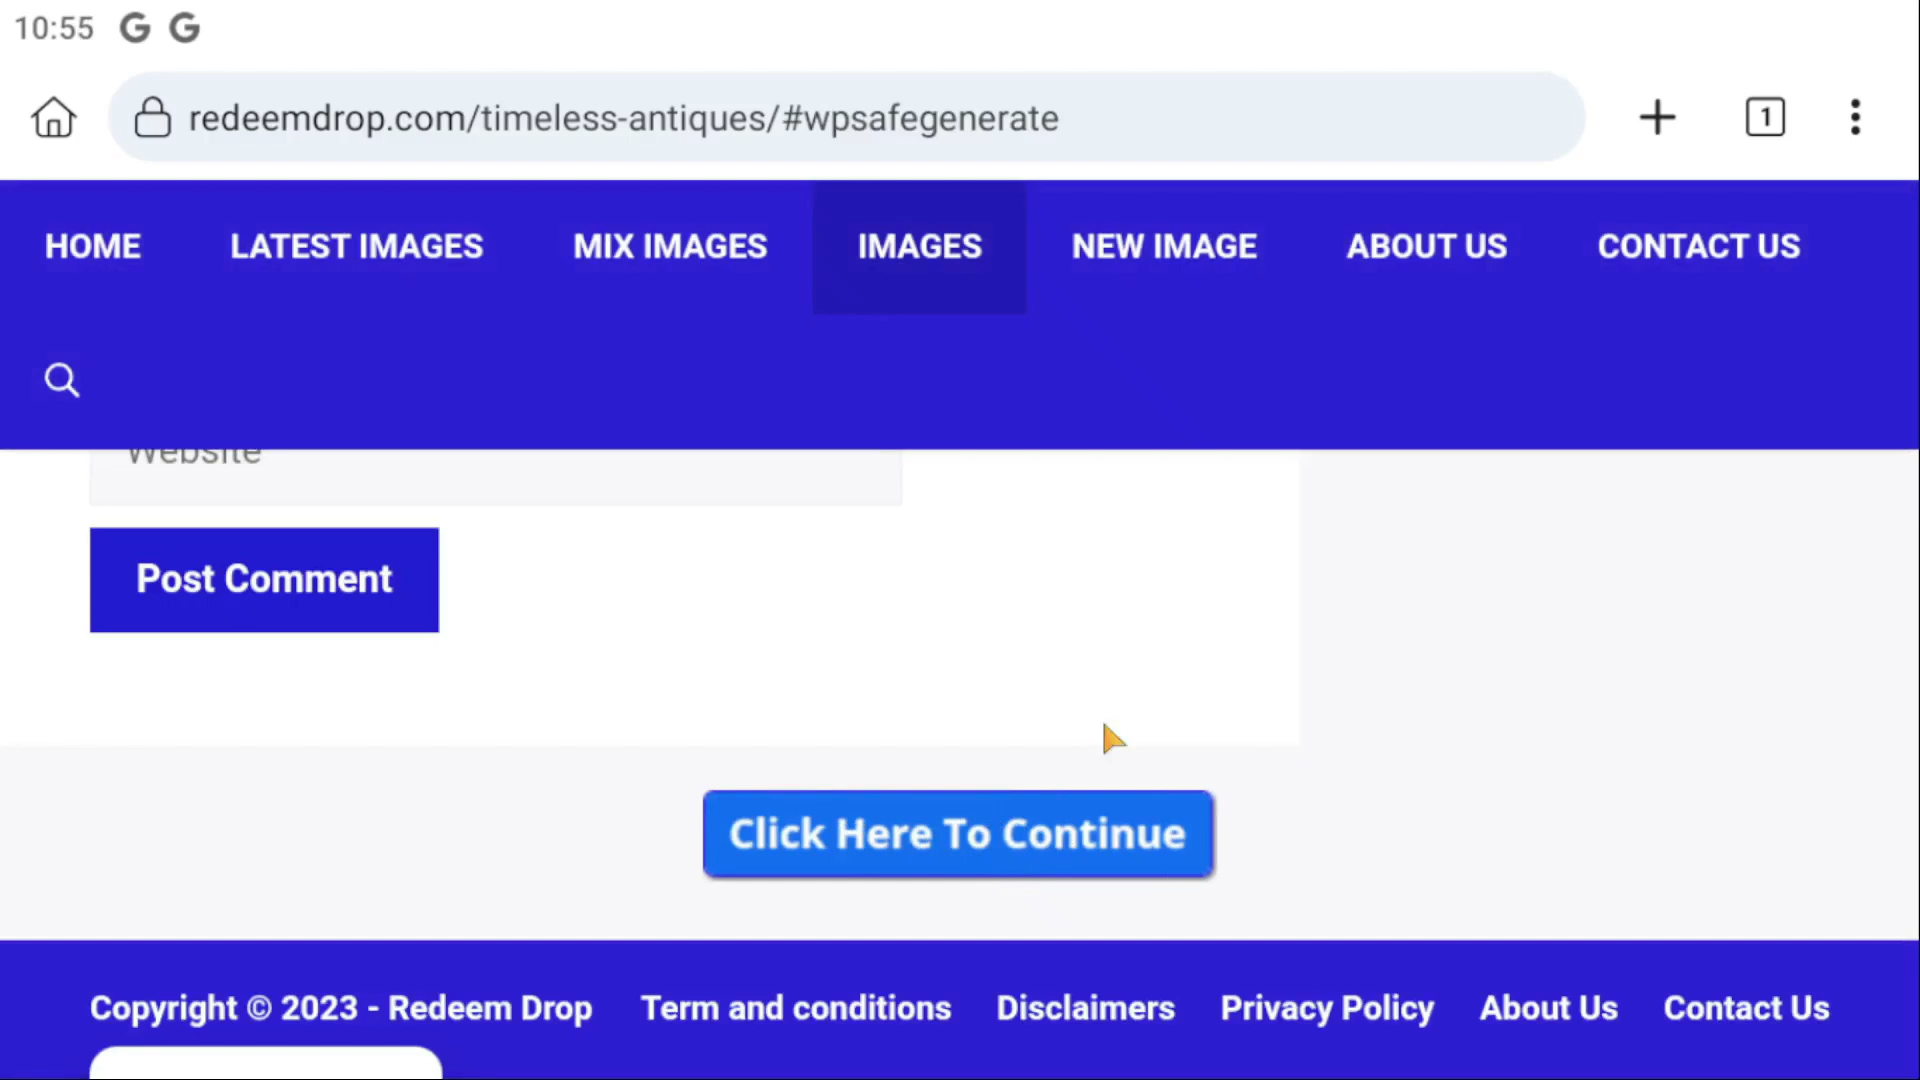 10:55 G G
redeemdrop.com/timeless-antiques/#wpsafegenerate
1
HOME LATEST IMAGES MIX IMAGES IMAGES NEW IMAGE ABOUT US CONTACT US
Website
Post Comment
Click Here To Continue
Copyright © 2023 - Redeem Drop Term and conditions Disclaimers Privacy Policy About Us Contact Us